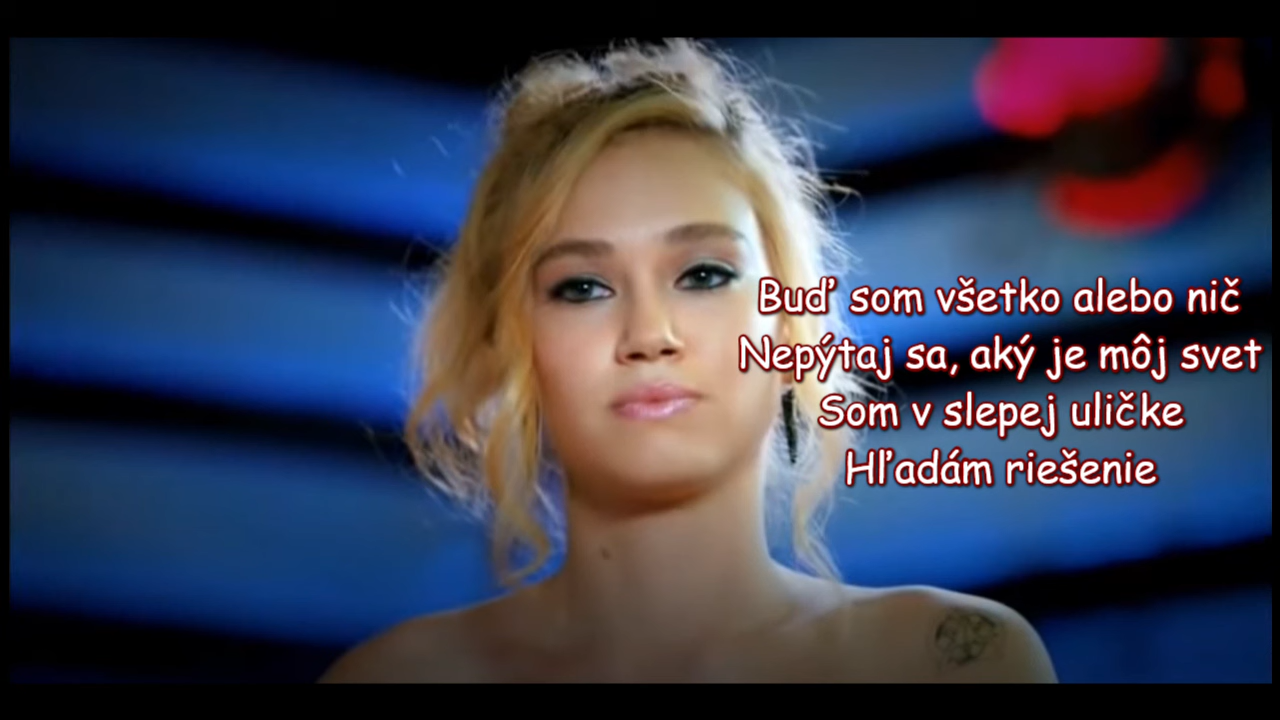 Buď som všetko alebo nič
Nepýtaj sa, aký je môj svet
Som v slepej uličke
Hľadám riešenie